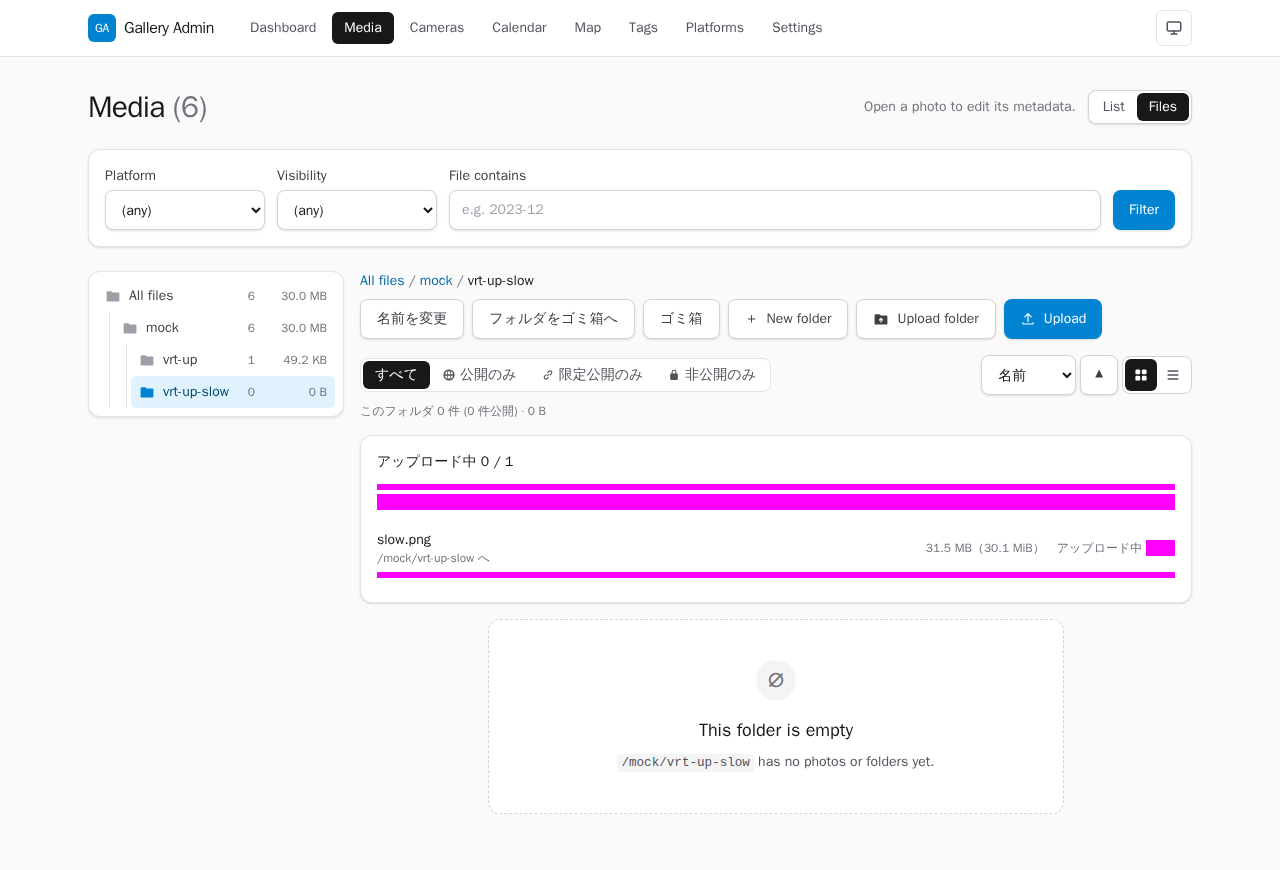 GA Gallery Admin Dashboard Media Cameras Calendar Map Tags Platforms Settings
Media (6)
Open a photo to edit its metadata. List Files
Platform Visibility File contains
(any) (any) e.g. 2023-12 Filter
All files 6 30.0 MB
mock 6 30.0 MB
vrt-up 1 49.2 KB
vrt-up-slow 0 0 B
All files / mock / vrt-up-slow
名前を変更 フォルダをゴミ箱へ ゴミ箱 + New folder Upload folder Upload
すべて 公開のみ 限定公開のみ 非公開のみ 名前 ▲
このフォルダ 0 件 (0 件公開) · 0 B
アップロード中 0 / 1
slow.png
/mock/vrt-up-slow へ
31.5 MB（30.1 MiB） アップロード中
This folder is empty
/mock/vrt-up-slow has no photos or folders yet.